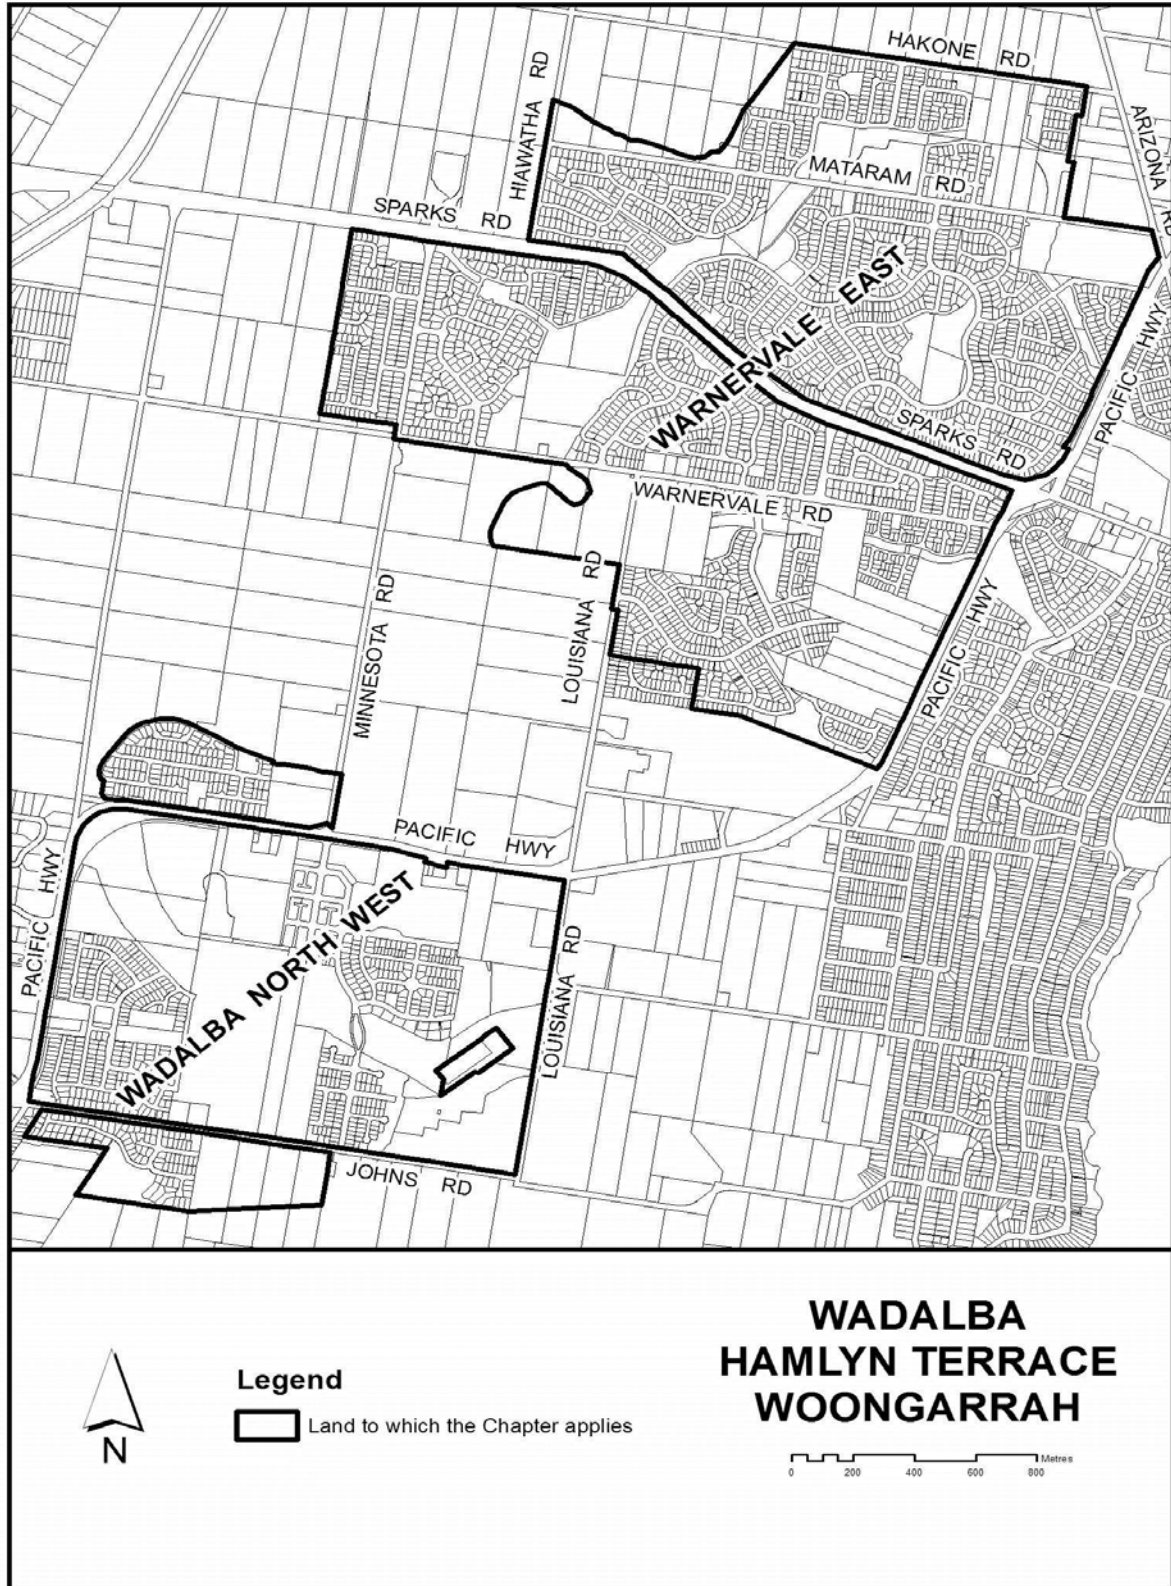 HAKONE RD
HIAWATHA RD
ARIZONA RD
MATARAM RD
SPARKS RD
WARNERVALE EAST
PACIFIC HWY
SPARKS RD
WARNERVALE RD
LOUISIANA RD
MINNESOTA RD
PACIFIC HWY
PACIFIC HWY
PACIFIC HWY
WADALBA NORTH WEST
LOUISIANA RD
JOHNS RD
WADALBA
HAMLYN TERRACE
WOONGARRAH
Legend
Land to which the Chapter applies
N
Metres
0 200 400 600 800